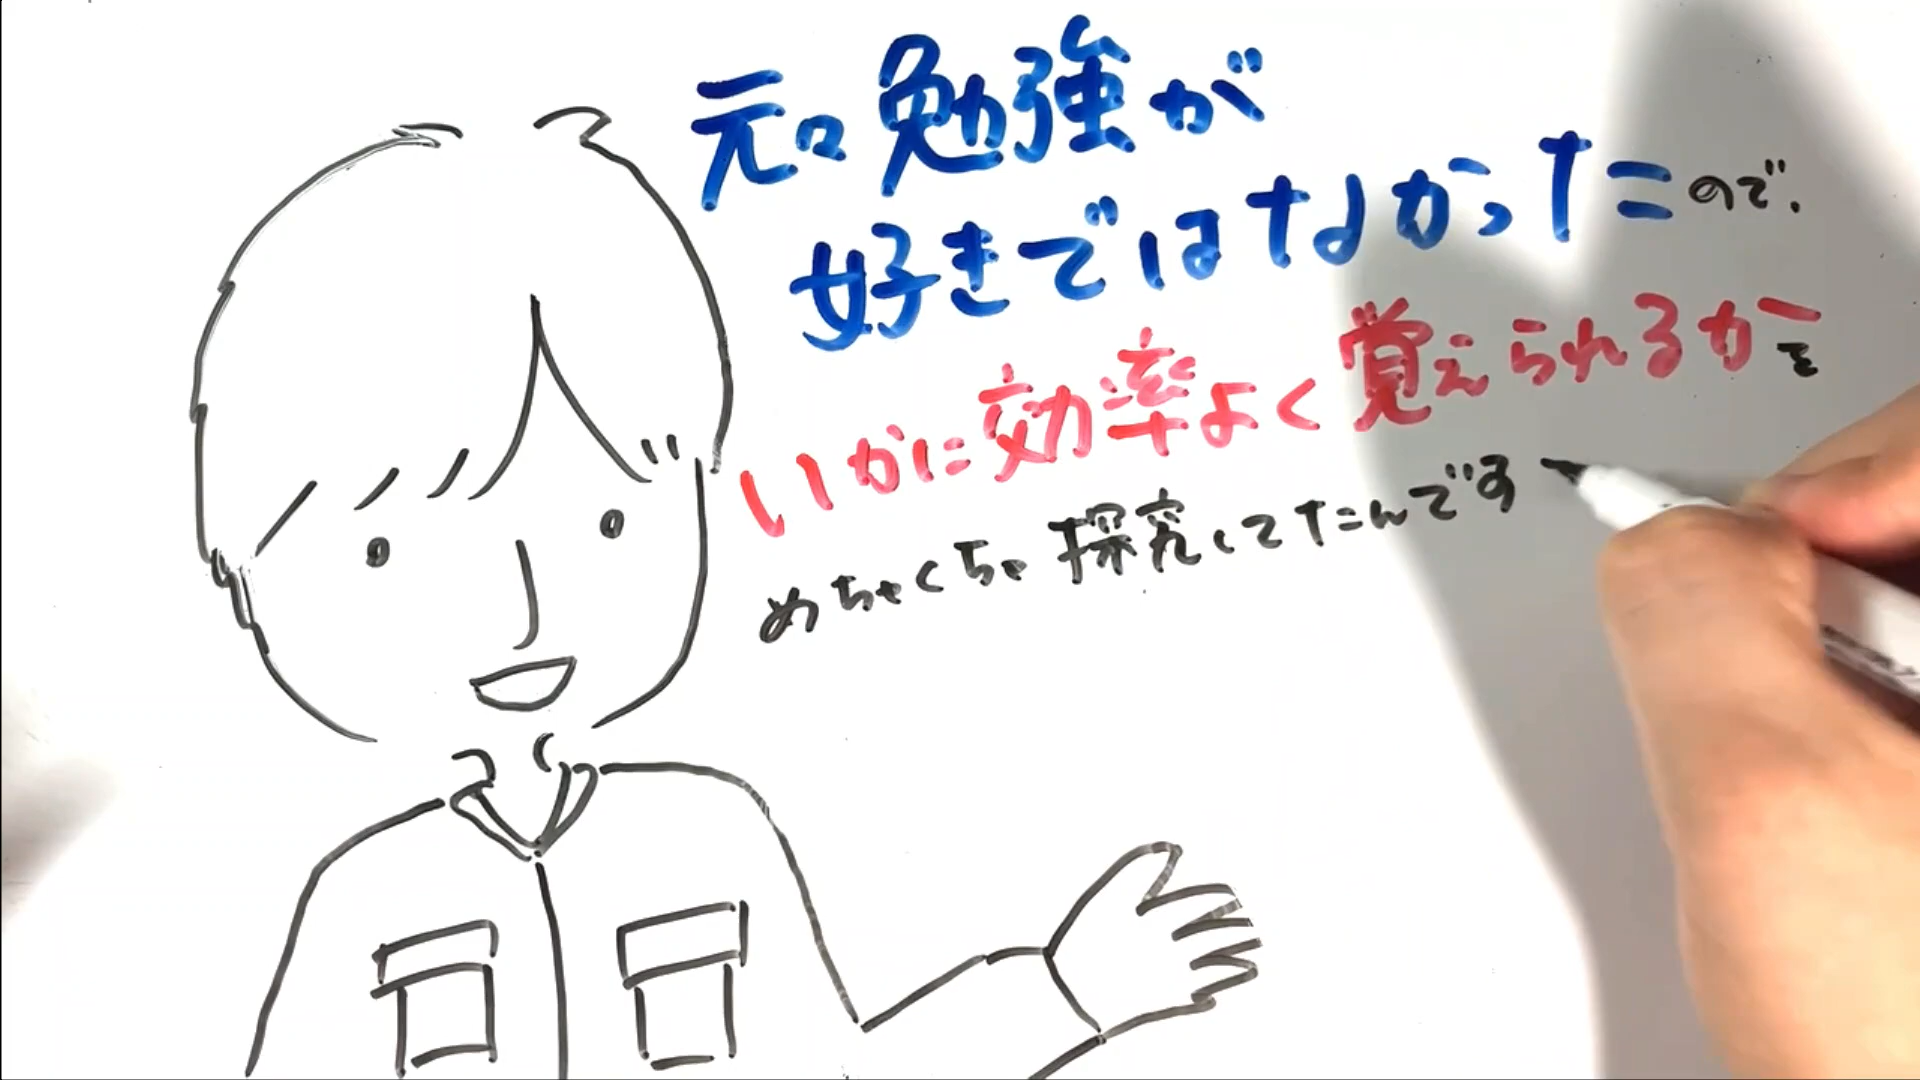 元々勉強が
好きではなかったので.
いかに効率よく覚えられるかを
めちゃくちゃ探究してたんです